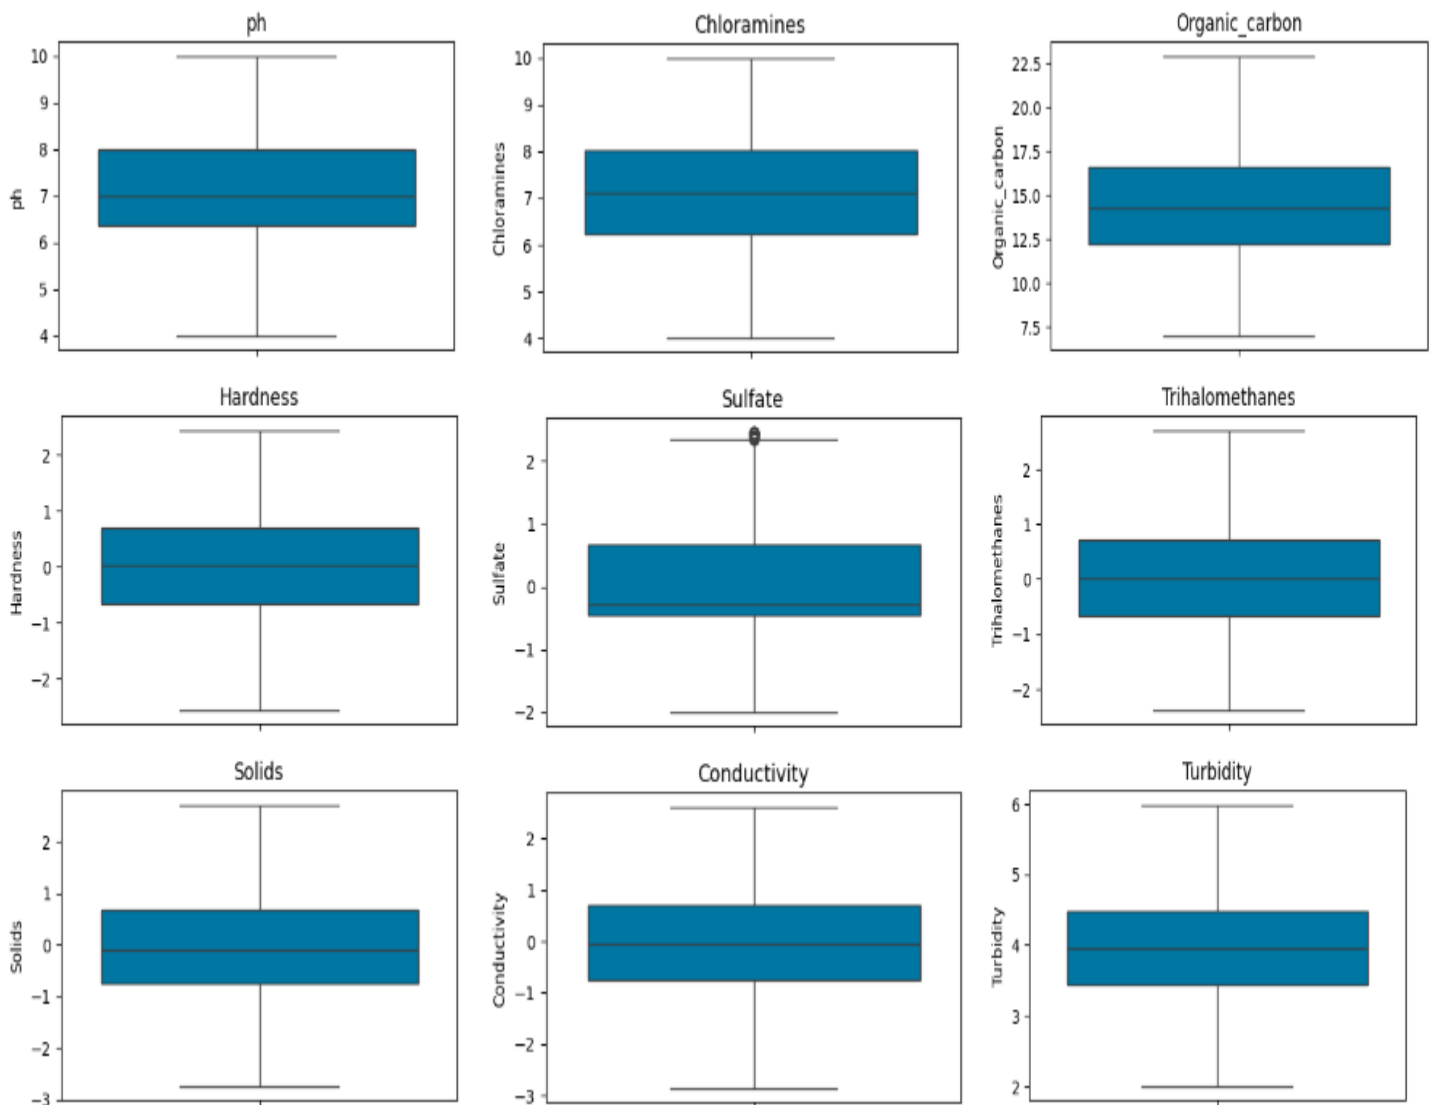 ph
10
9
8
7
6
5
4
ph
Chloramines
10
9
8
7
6
5
4
Chloramines
Organic_carbon
22.5
20.0
17.5
15.0
12.5
10.0
7.5
Organic_carbon
Hardness
2
1
0
−1
−2
Hardness
Sulfate
2
1
0
−1
−2
Sulfate
Trihalomethanes
2
1
0
−1
−2
Trihalomethanes
Solids
2
1
0
−1
−2
−3
Solids
Conductivity
2
1
0
−1
−2
−3
Conductivity
Turbidity
6
5
4
3
2
Turbidity